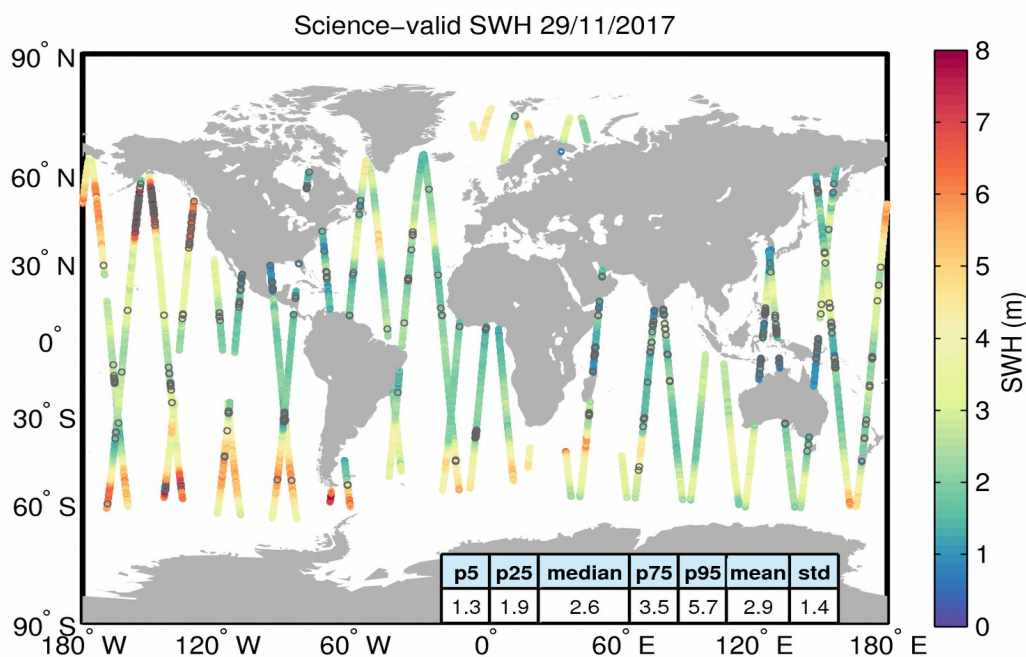 Science−valid SWH 29/11/2017
90° N
60° N
30° N
0°
30° S
60° S
90° S
180° W
120° W
60° W
0°
60° E
120° E
180° E
p5 p25 median p75 p95 mean std
1.3 1.9 2.6 3.5 5.7 2.9 1.4
8
7
6
5
4
3
2
1
0
SWH (m)